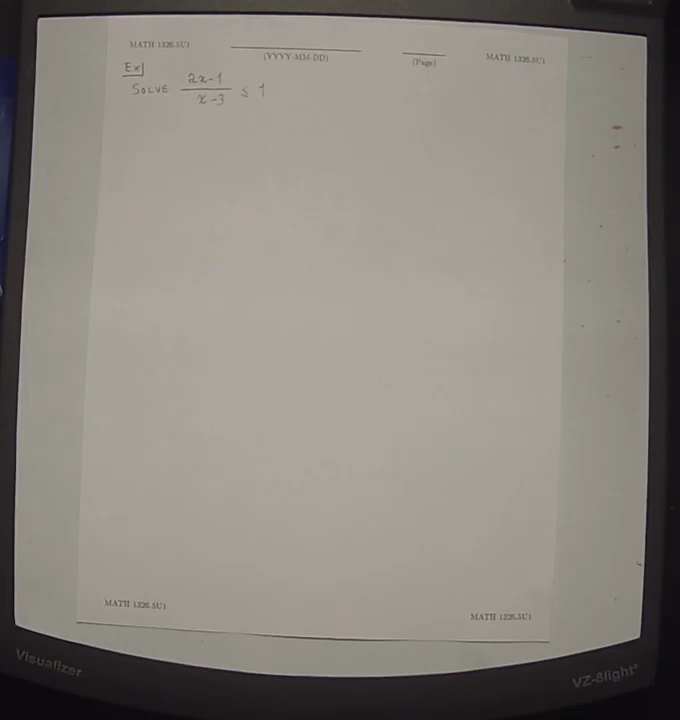 MATH 1326.5U1
(YYYY-MM-DD)
(Page)
MATH 1326.5U1
Ex
SOLVE (2x-1)/(x-3) ≤ 1
MATH 1326.5U1
MATH 1326.5U1
Visualizer
VZ-8light³